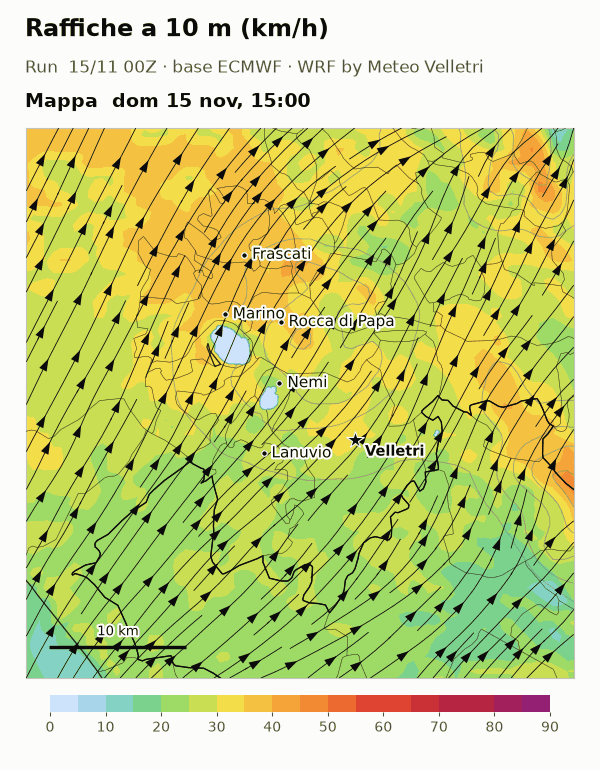 Raffiche a 10 m (km/h)
Run 15/11 00Z · base ECMWF · WRF by Meteo Velletri
Mappa dom 15 nov, 15:00
Frascati
Marino
Rocca di Papa
Nemi
Velletri
Lanuvio
10 km
0 10 20 30 40 50 60 70 80 90